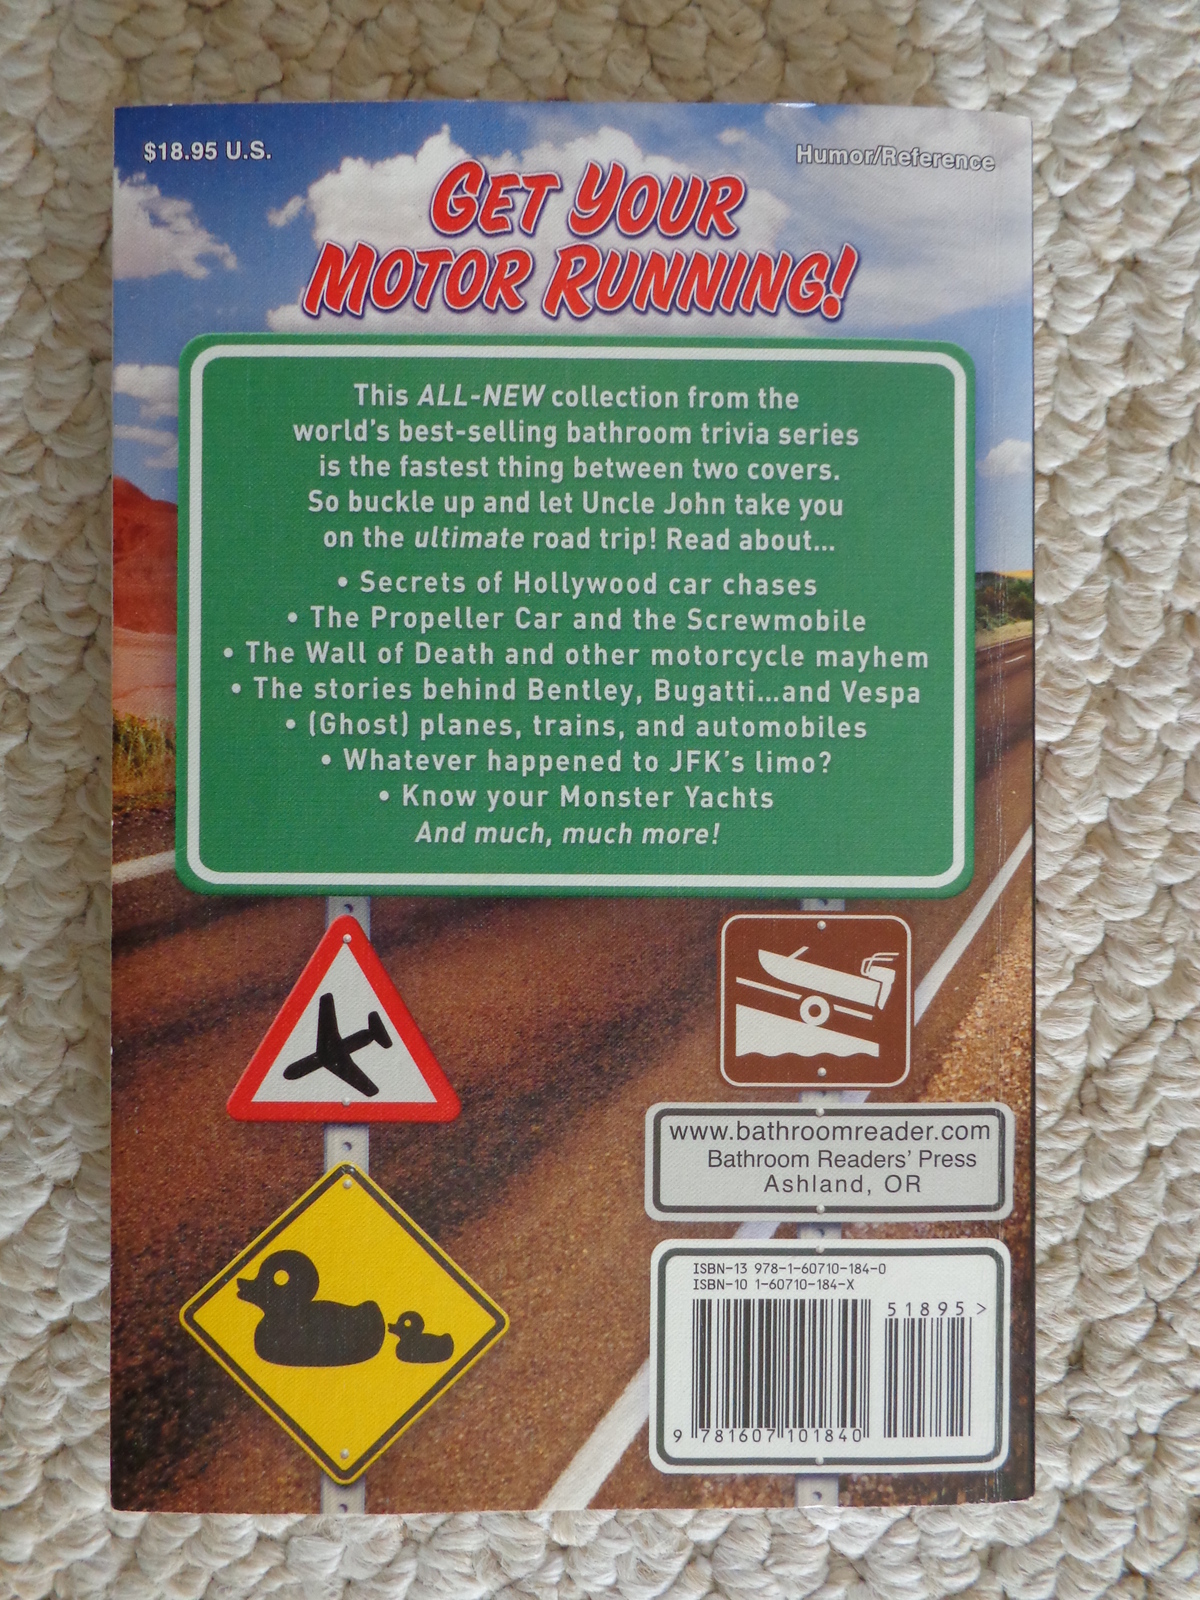 $18.95 U.S.
Humor/Reference
GET YOUR
MOTOR RUNNING!
This ALL-NEW collection from the
world's best-selling bathroom trivia series
is the fastest thing between two covers.
So buckle up and let Uncle John take you
on the ultimate road trip! Read about...
• Secrets of Hollywood car chases
• The Propeller Car and the Screwmobile
• The Wall of Death and other motorcycle mayhem
• The stories behind Bentley, Bugatti...and Vespa
• (Ghost) planes, trains, and automobiles
• Whatever happened to JFK's limo?
• Know your Monster Yachts
And much, much more!
www.bathroomreader.com
Bathroom Readers' Press
Ashland, OR
ISBN-13 978-1-60710-184-0
ISBN-10 1-60710-184-X
51895>
9 781607 101840